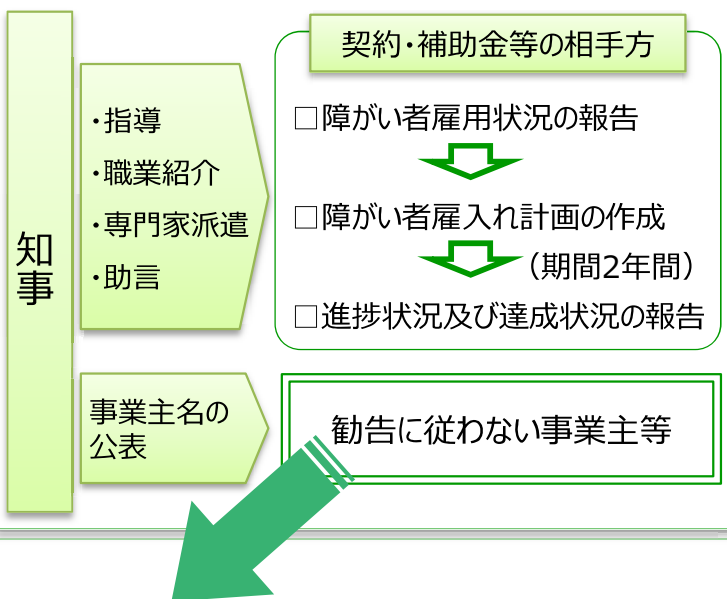 知事
・指導
・職業紹介
・専門家派遣
・助言
契約・補助金等の相手方
□障がい者雇用状況の報告
□障がい者雇入れ計画の作成
（期間2年間）
□進捗状況及び達成状況の報告
事業主名の
公表
勧告に従わない事業主等